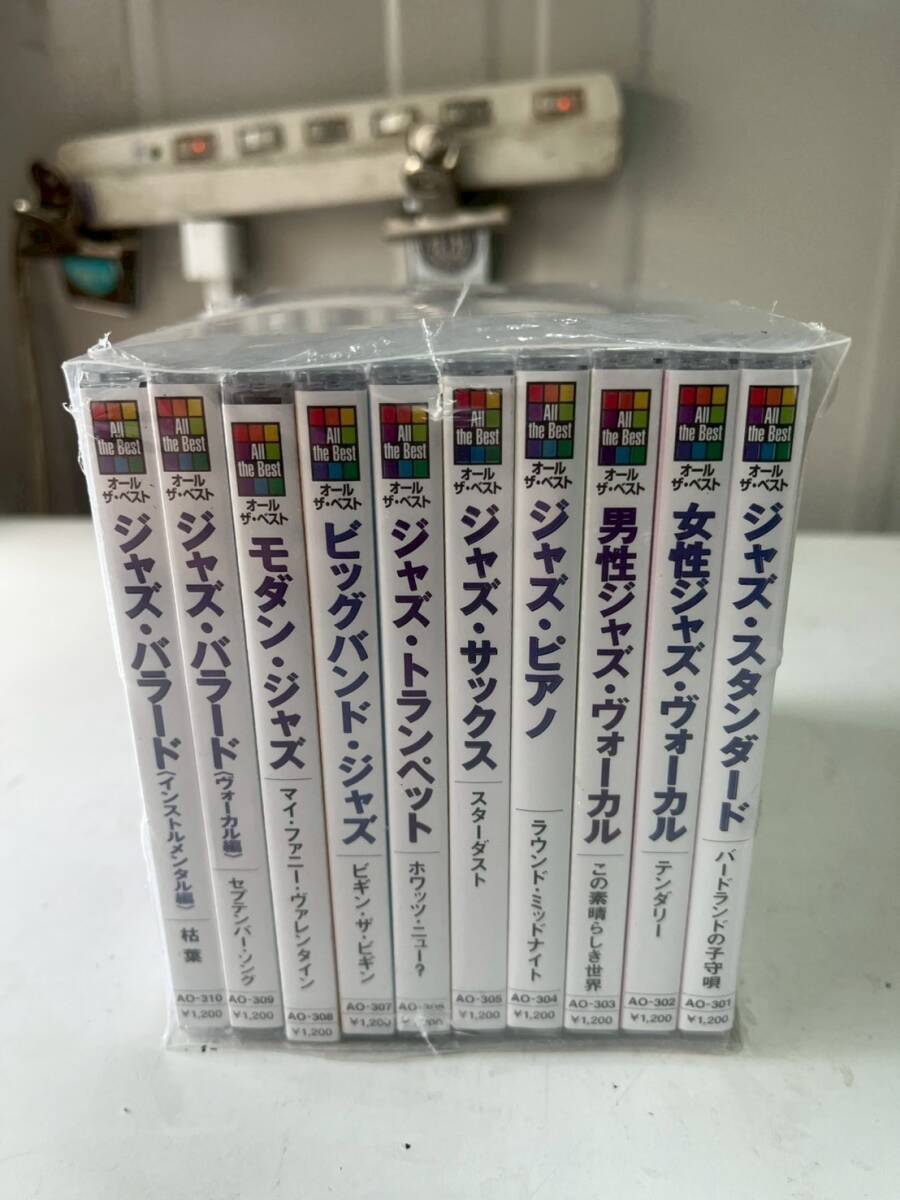 All
the Best
オール
ザ・ベスト
ジャズ・バラード〈インストルメンタル編〉
枯葉
AO-310
¥1,200
All
the Best
オール
ザ・ベスト
ジャズ・バラード〈ヴォーカル編〉
セプテンバー・ソング
AO-309
¥1,200
All
the Best
オール
ザ・ベスト
モダン・ジャズ
マイ・ファニー・ヴァレンタイン
AO-308
¥1,200
All
the Best
オール
ザ・ベスト
ビッグバンド・ジャズ
ビギン・ザ・ビギン
AO-307
¥1,200
All
the Best
オール
ザ・ベスト
ジャズ・トランペット
ホワッツ・ニュー?
AO-306
¥1,200
All
the Best
オール
ザ・ベスト
ジャズ・サックス
スターダスト
AO-305
¥1,200
All
the Best
オール
ザ・ベスト
ジャズ・ピアノ
ラウンド・ミッドナイト
AO-304
¥1,200
All
the Best
オール
ザ・ベスト
男性ジャズ・ヴォーカル
この素晴らしき世界
AO-303
¥1,200
All
the Best
オール
ザ・ベスト
女性ジャズ・ヴォーカル
テンダリー
AO-302
¥1,200
All
the Best
オール
ザ・ベスト
ジャズ・スタンダード
バードランドの子守唄
AO-301
¥1,200